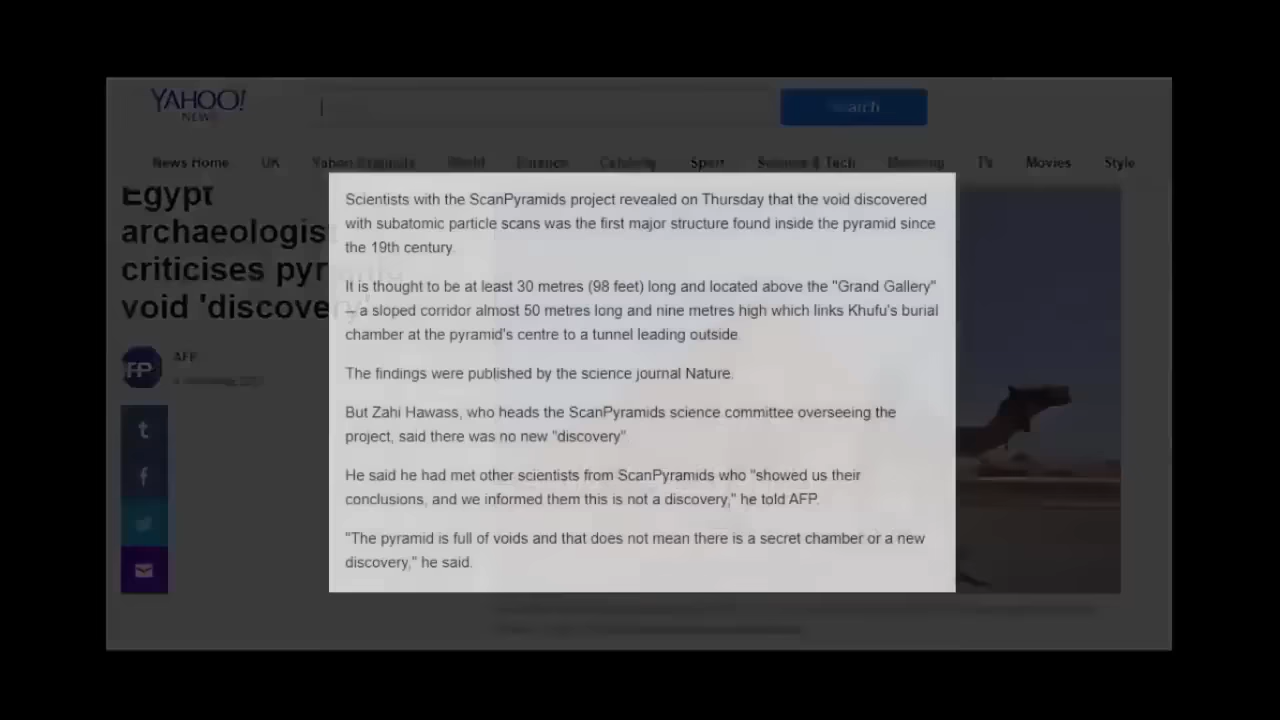 YAHOO!
NEWS
Search
News Home UK Yahoo Originals World Finance Celebrity Sport Science & Tech Movies Style
Egypt
archaeologist
criticises pyramid
void 'discovery'
AFP
Scientists with the ScanPyramids project revealed on Thursday that the void discovered
with subatomic particle scans was the first major structure found inside the pyramid since
the 19th century.
It is thought to be at least 30 metres (98 feet) long and located above the "Grand Gallery"
– a sloped corridor almost 50 metres long and nine metres high which links Khufu's burial
chamber at the pyramid's centre to a tunnel leading outside
The findings were published by the science journal Nature.
But Zahi Hawass, who heads the ScanPyramids science committee overseeing the
project, said there was no new "discovery"
He said he had met other scientists from ScanPyramids who "showed us their
conclusions, and we informed them this is not a discovery," he told AFP.
"The pyramid is full of voids and that does not mean there is a secret chamber or a new
discovery," he said.